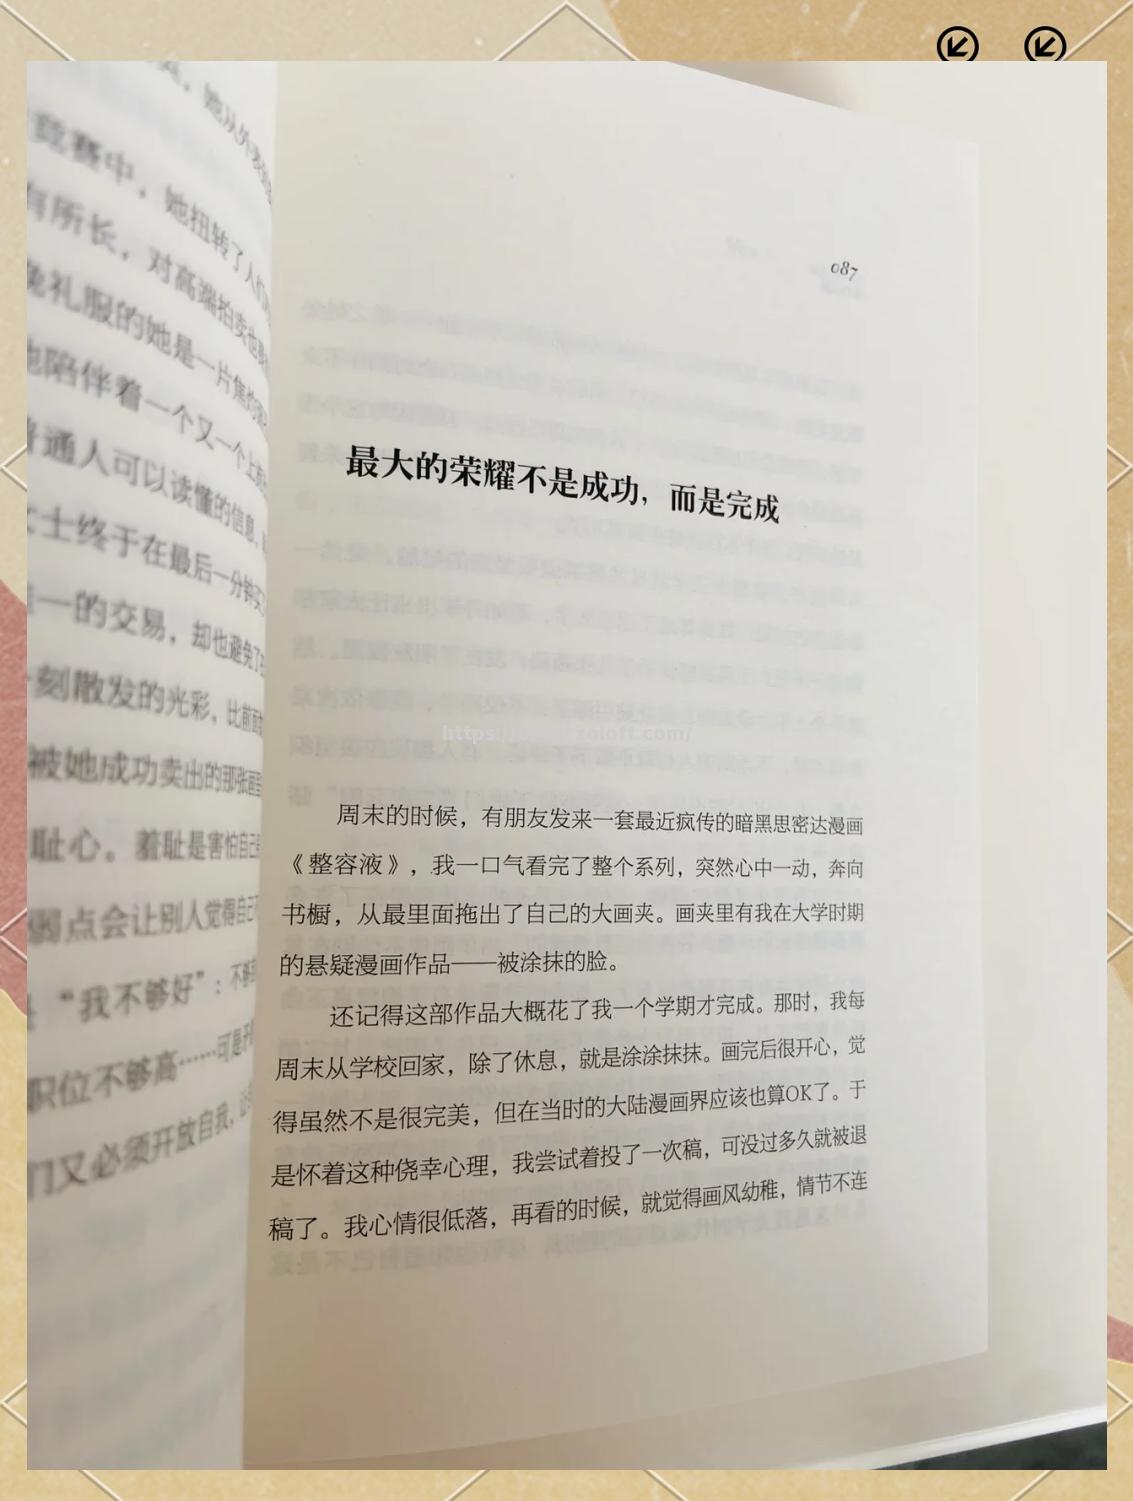 她从外
竞赛中，她扭转了人们
有所长，对高端拍卖也
晚礼服的她是一片焦灼
她陪伴着一个又一个上
普通人可以读懂的信息，
女士终于在最后一分钟
一的交易，却也避免了
刻散发的光彩，比前面
被她成功卖出的那张画
耻心。羞耻是害怕自己
弱点会让别人觉得自己
“我不够好”：不够
职位不够高……可是
们又必须开放自我，
087
最大的荣耀不是成功，而是完成
周末的时候，有朋友发来一套最近疯传的暗黑思密达漫画
《整容液》，我一口气看完了整个系列，突然心中一动，奔向
书橱，从最里面拖出了自己的大画夹。画夹里有我在大学时期
的悬疑漫画作品——被涂抹的脸。
还记得这部作品大概花了我一个学期才完成。那时，我每
周末从学校回家，除了休息，就是涂涂抹抹。画完后很开心，觉
得虽然不是很完美，但在当时的大陆漫画界应该也算OK了。于
是怀着这种侥幸心理，我尝试着投了一次稿，可没过多久就被退
稿了。我心情很低落，再看的时候，就觉得画风幼稚，情节不连